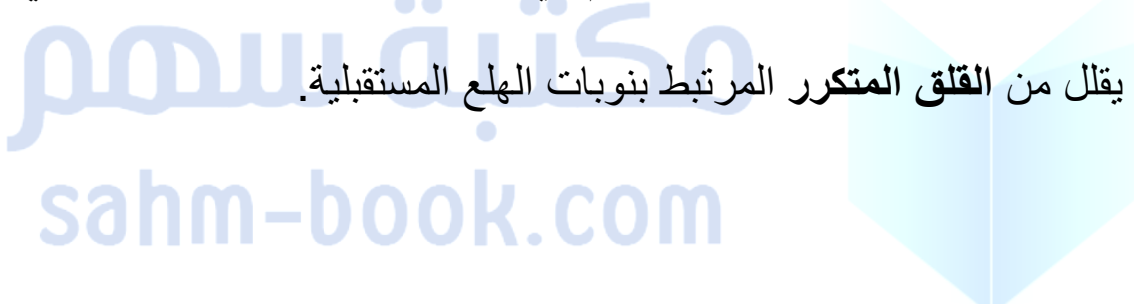 يقلل من القلق المتكرر المرتبط بنوبات الهلع المستقبلية.
مكتبة سهم
sahm-book.com